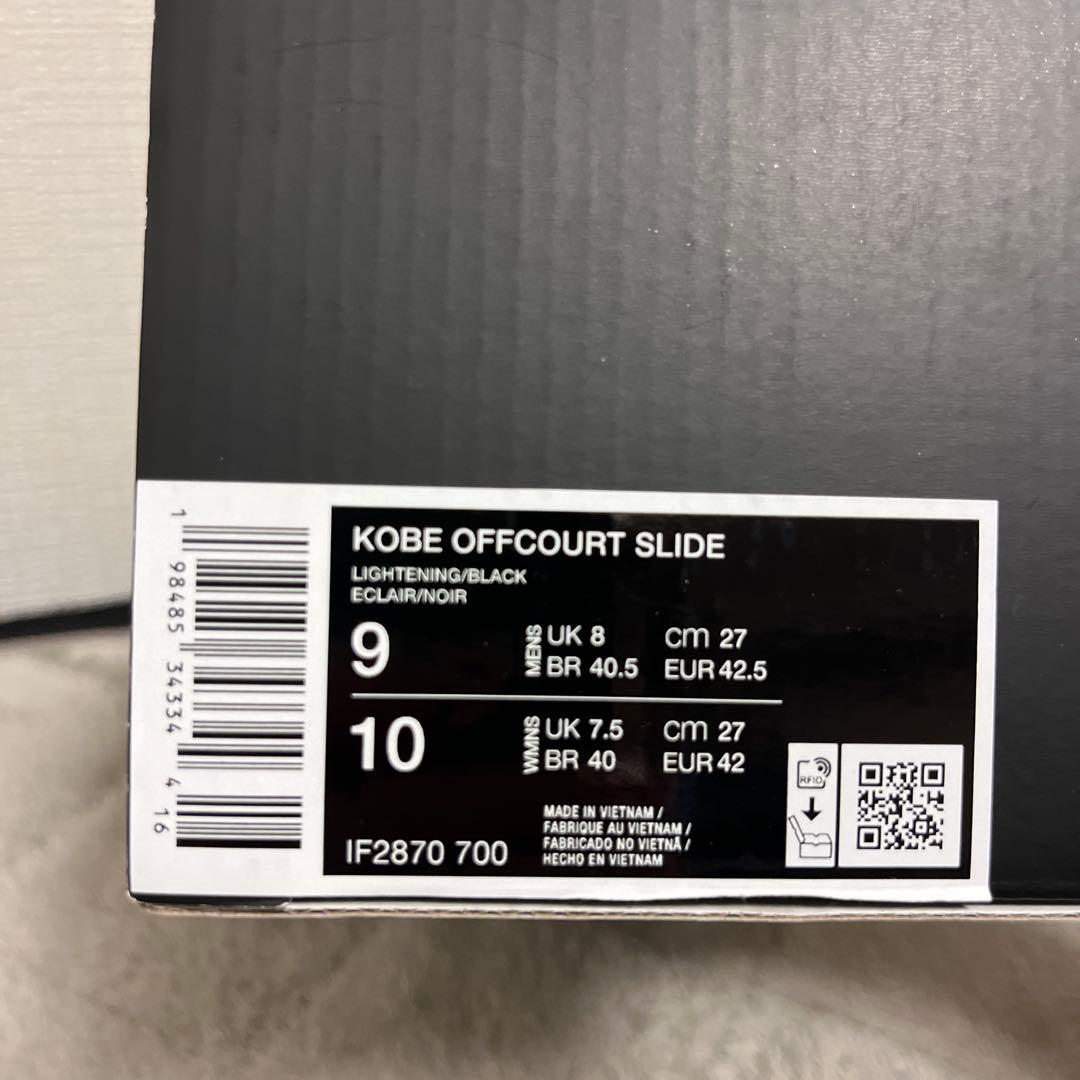 KOBE OFFCOURT SLIDE
LIGHTENING/BLACK
ECLAIR/NOIR
9
MENS
UK 8 cm 27
BR 40.5 EUR 42.5
10
WMNS
UK 7.5 cm 27
BR 40 EUR 42
IF2870 700
MADE IN VIETNAM /
FABRIQUE AU VIETNAM /
FABRICADO NO VIETNÃ /
HECHO EN VIETNAM
RFID
1 98485 34334 4 16